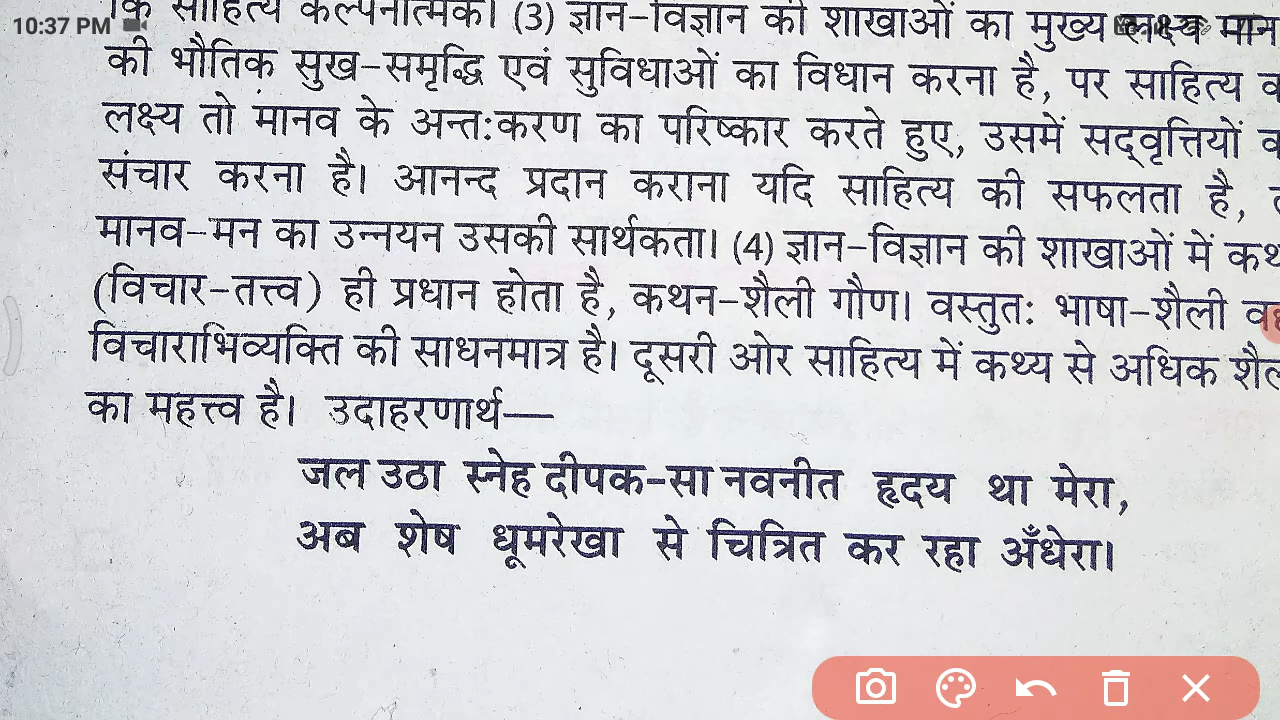 10:37 PM
कि साहित्य कल्पनात्मक। (3) ज्ञान-विज्ञान की शाखाओं का मुख्य लक्ष्य मान
की भौतिक सुख-समृद्धि एवं सुविधाओं का विधान करना है, पर साहित्य
लक्ष्य तो मानव के अन्त:करण का परिष्कार करते हुए, उसमें सद्वृत्तियों
संचार करना है। आनन्द प्रदान कराना यदि साहित्य की सफलता है,
मानव-मन का उन्नयन उसकी सार्थकता। (4) ज्ञान-विज्ञान की शाखाओं में कथ
(विचार-तत्त्व) ही प्रधान होता है, कथन-शैली गौण। वस्तुत: भाषा-शैली
विचाराभिव्यक्ति की साधनमात्र है। दूसरी ओर साहित्य में कथ्य से अधिक शैल
का महत्त्व है। उदाहरणार्थ—
जल उठा स्नेह दीपक-सा नवनीत हृदय था मेरा,
अब शेष धूमरेखा से चित्रित कर रहा अँधेरा।